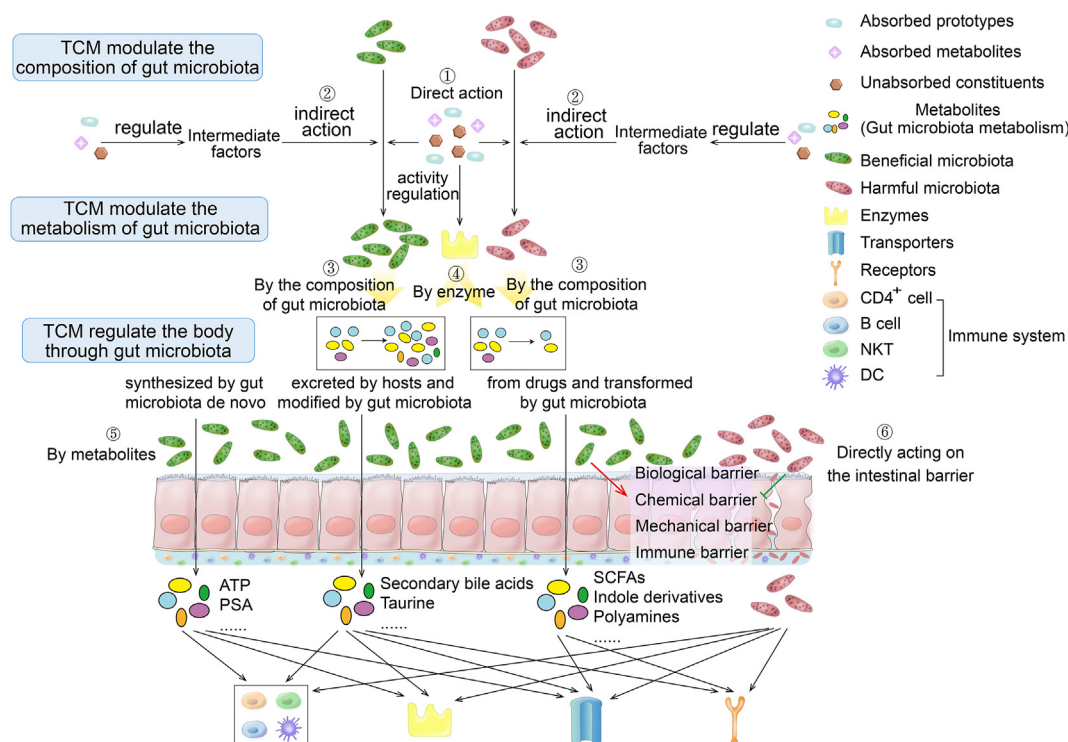 TCM modulate the
composition of gut microbiota
①
Direct action
②
indirect
action
②
indirect
action
regulate
Intermediate
factors
Intermediate
factors
regulate
activity
regulation
TCM modulate the
metabolism of gut microbiota
③
By the composition
of gut microbiota
④
By enzyme
③
By the composition
of gut microbiota
TCM regulate the body
through gut microbiota
synthesized by gut
microbiota de novo
excreted by hosts and
modified by gut microbiota
from drugs and transformed
by gut microbiota
⑤
By metabolites
⑥
Directly acting on
the intestinal barrier
Biological barrier
Chemical barrier
Mechanical barrier
Immune barrier
ATP
PSA
......
Secondary bile acids
Taurine
......
SCFAs
Indole derivatives
Polyamines
......
Absorbed prototypes
Absorbed metabolites
Unabsorbed constituents
Metabolites
(Gut microbiota metabolism)
Beneficial microbiota
Harmful microbiota
Enzymes
Transporters
Receptors
CD4⁺ cell
B cell
NKT
DC
Immune system